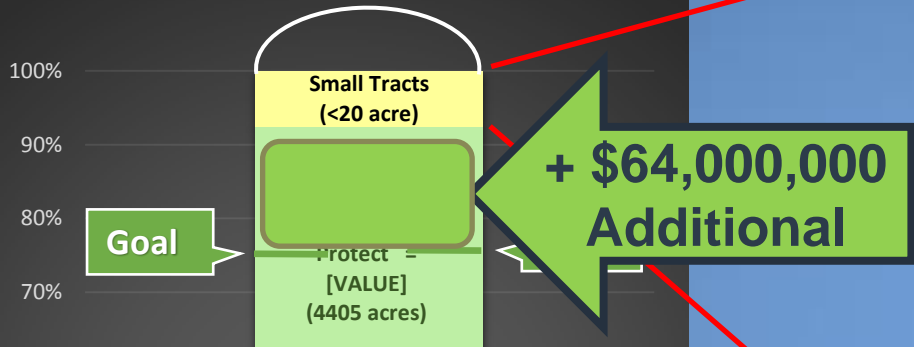 100%
90%
80%
70%
Small Tracts
(<20 acre)
+ $64,000,000
Additional
Goal
Protect =
[VALUE]
(4405 acres)